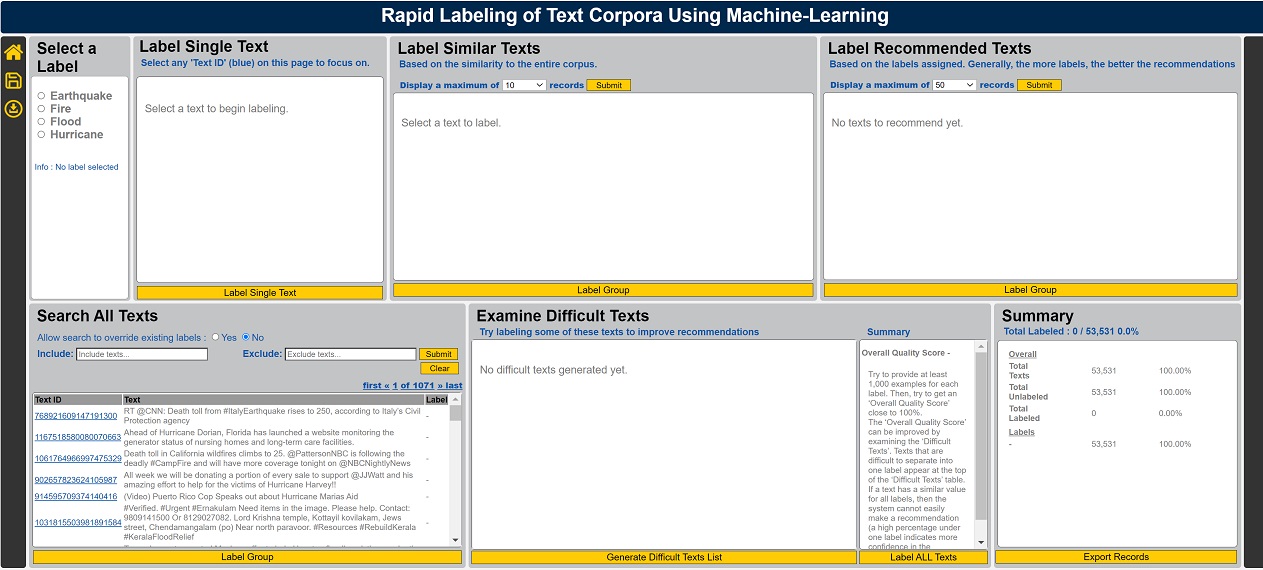 Rapid Labeling of Text Corpora Using Machine-Learning
Select a
Label
Earthquake
Fire
Flood
Hurricane
Info : No label selected
Label Single Text
Select any 'Text ID' (blue) on this page to focus on.
Select a text to begin labeling.
Label Single Text
Label Similar Texts
Based on the similarity to the entire corpus.
Display a maximum of 10 records Submit
Select a text to label.
Label Group
Label Recommended Texts
Based on the labels assigned. Generally, the more labels, the better the recommendations
Display a maximum of 50 records Submit
No texts to recommend yet.
Label Group
Search All Texts
Allow search to override existing labels : Yes No
Include: Include texts... Exclude: Exclude texts... Submit
Clear
first « 1 of 1071 » last
Text ID Text Label
768921609147191300 RT @CNN: Death toll from #ItalyEarthquake rises to 250, according to Italy's Civil -
Protection agency
1167518580080070663 Ahead of Hurricane Dorian, Florida has launched a website monitoring the -
generator status of nursing homes and long-term care facilities.
1061764966997475329 Death toll in California wildfires climbs to 25. @PattersonNBC is following the -
deadly #CampFire and will have more coverage tonight on @NBCNightlyNews
902657823624105987 All week we will be donating a portion of every sale to support @JJWatt and his -
amazing effort to help for the victims of Hurricane Harvey!!
914595709374140416 (Video) Puerto Rico Cop Speaks out about Hurricane Marias Aid -
#Verified. #Urgent #Ernakulam Need items in the image. Please help. Contact:
1031815503981891584 9809141500 Or 8129027082. Lord Krishna temple, Kottayil kovilakam, Jews -
street, Chendamangalam (po) Near north paravoor. #Resources #RebuildKerala
#KeralaFloodRelief
Label Group
Examine Difficult Texts
Try labeling some of these texts to improve recommendations
No difficult texts generated yet.
Generate Difficult Texts List
Summary
Overall Quality Score -
Try to provide at least
1,000 examples for each
label. Then, try to get an
'Overall Quality Score'
close to 100%.
The 'Overall Quality Score'
can be improved by
examining the 'Difficult
Texts'. Texts that are
difficult to separate into
one label appear at the top
of the 'Difficult Texts' table.
If a text has a similar value
for all labels, then the
system cannot easily
make a recommendation
(a high percentage under
one label indicates more
confidence in the
Label ALL Texts
Summary
Total Labeled : 0 / 53,531 0.0%
Overall
Total
Texts 53,531 100.00%
Total
Unlabeled 53,531 100.00%
Total
Labeled 0 0.00%
Labels
- 53,531 100.00%
Export Records